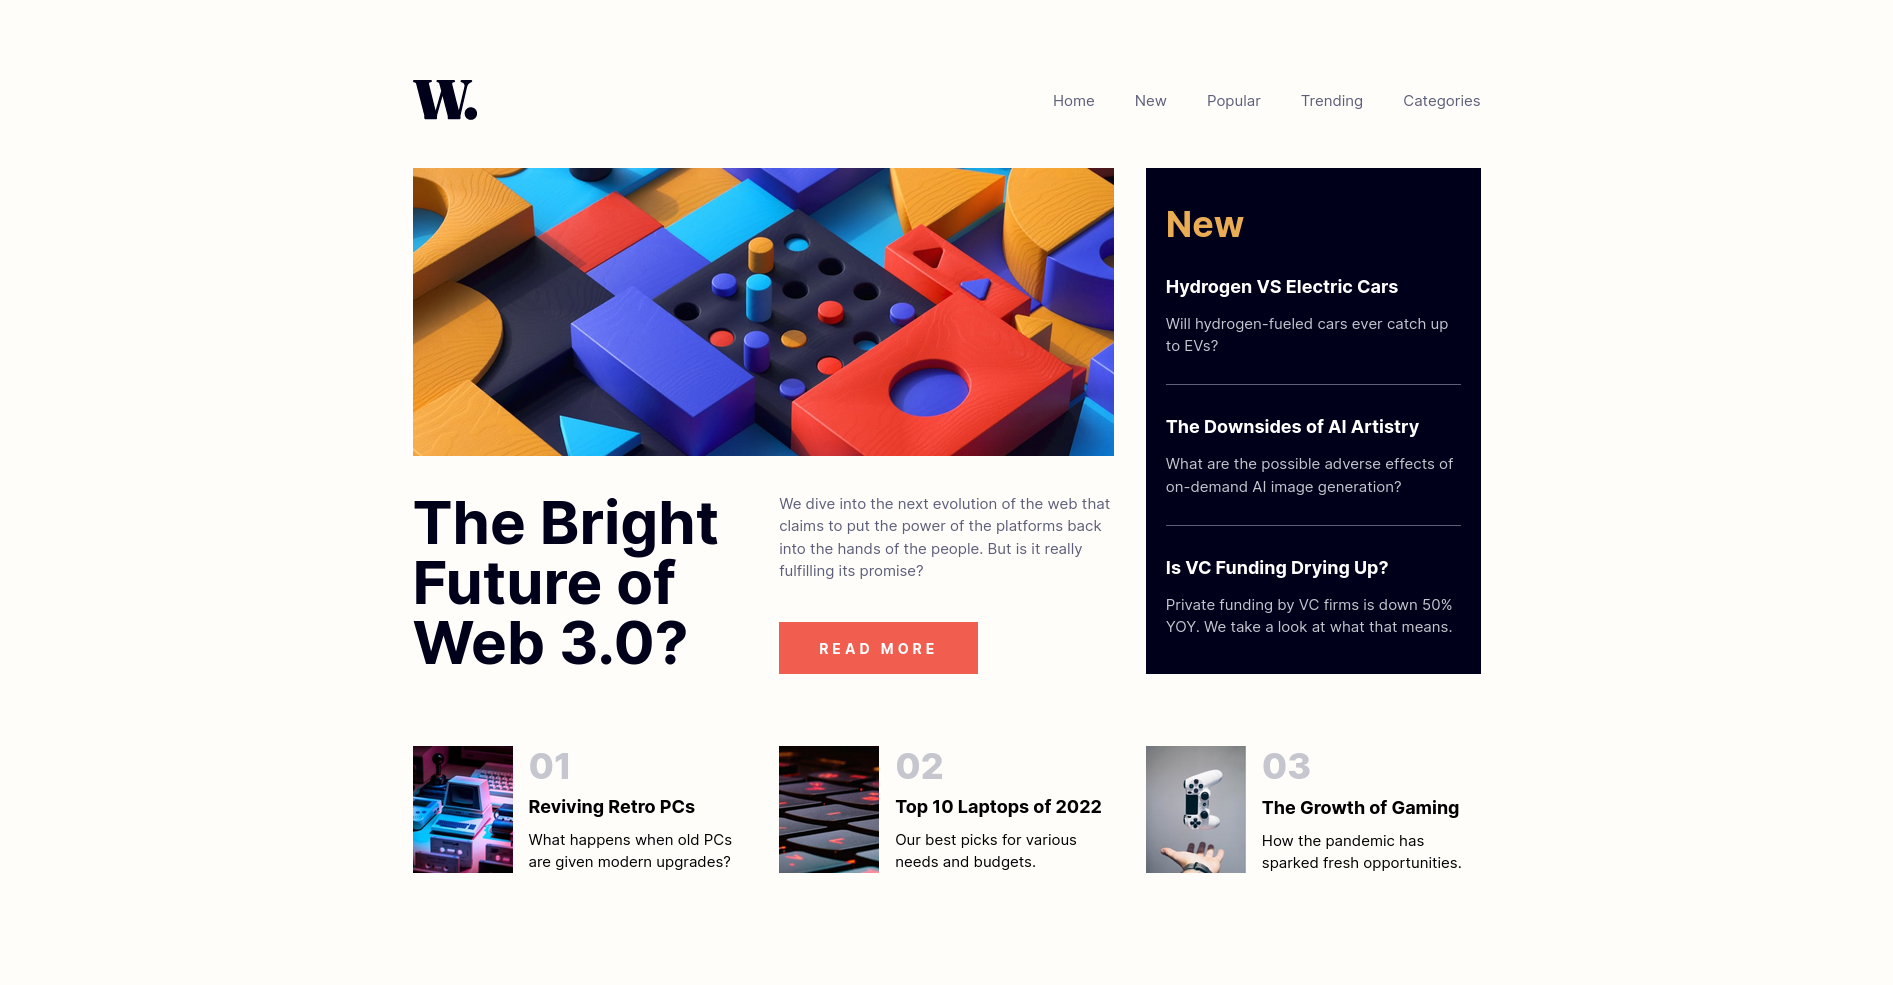 W.
Home
New
Popular
Trending
Categories
The Bright
Future of
Web 3.0?
We dive into the next evolution of the web that
claims to put the power of the platforms back
into the hands of the people. But is it really
fulfilling its promise?
READ MORE
New
Hydrogen VS Electric Cars
Will hydrogen-fueled cars ever catch up
to EVs?
The Downsides of AI Artistry
What are the possible adverse effects of
on-demand AI image generation?
Is VC Funding Drying Up?
Private funding by VC firms is down 50%
YOY. We take a look at what that means.
01
Reviving Retro PCs
What happens when old PCs
are given modern upgrades?
02
Top 10 Laptops of 2022
Our best picks for various
needs and budgets.
03
The Growth of Gaming
How the pandemic has
sparked fresh opportunities.